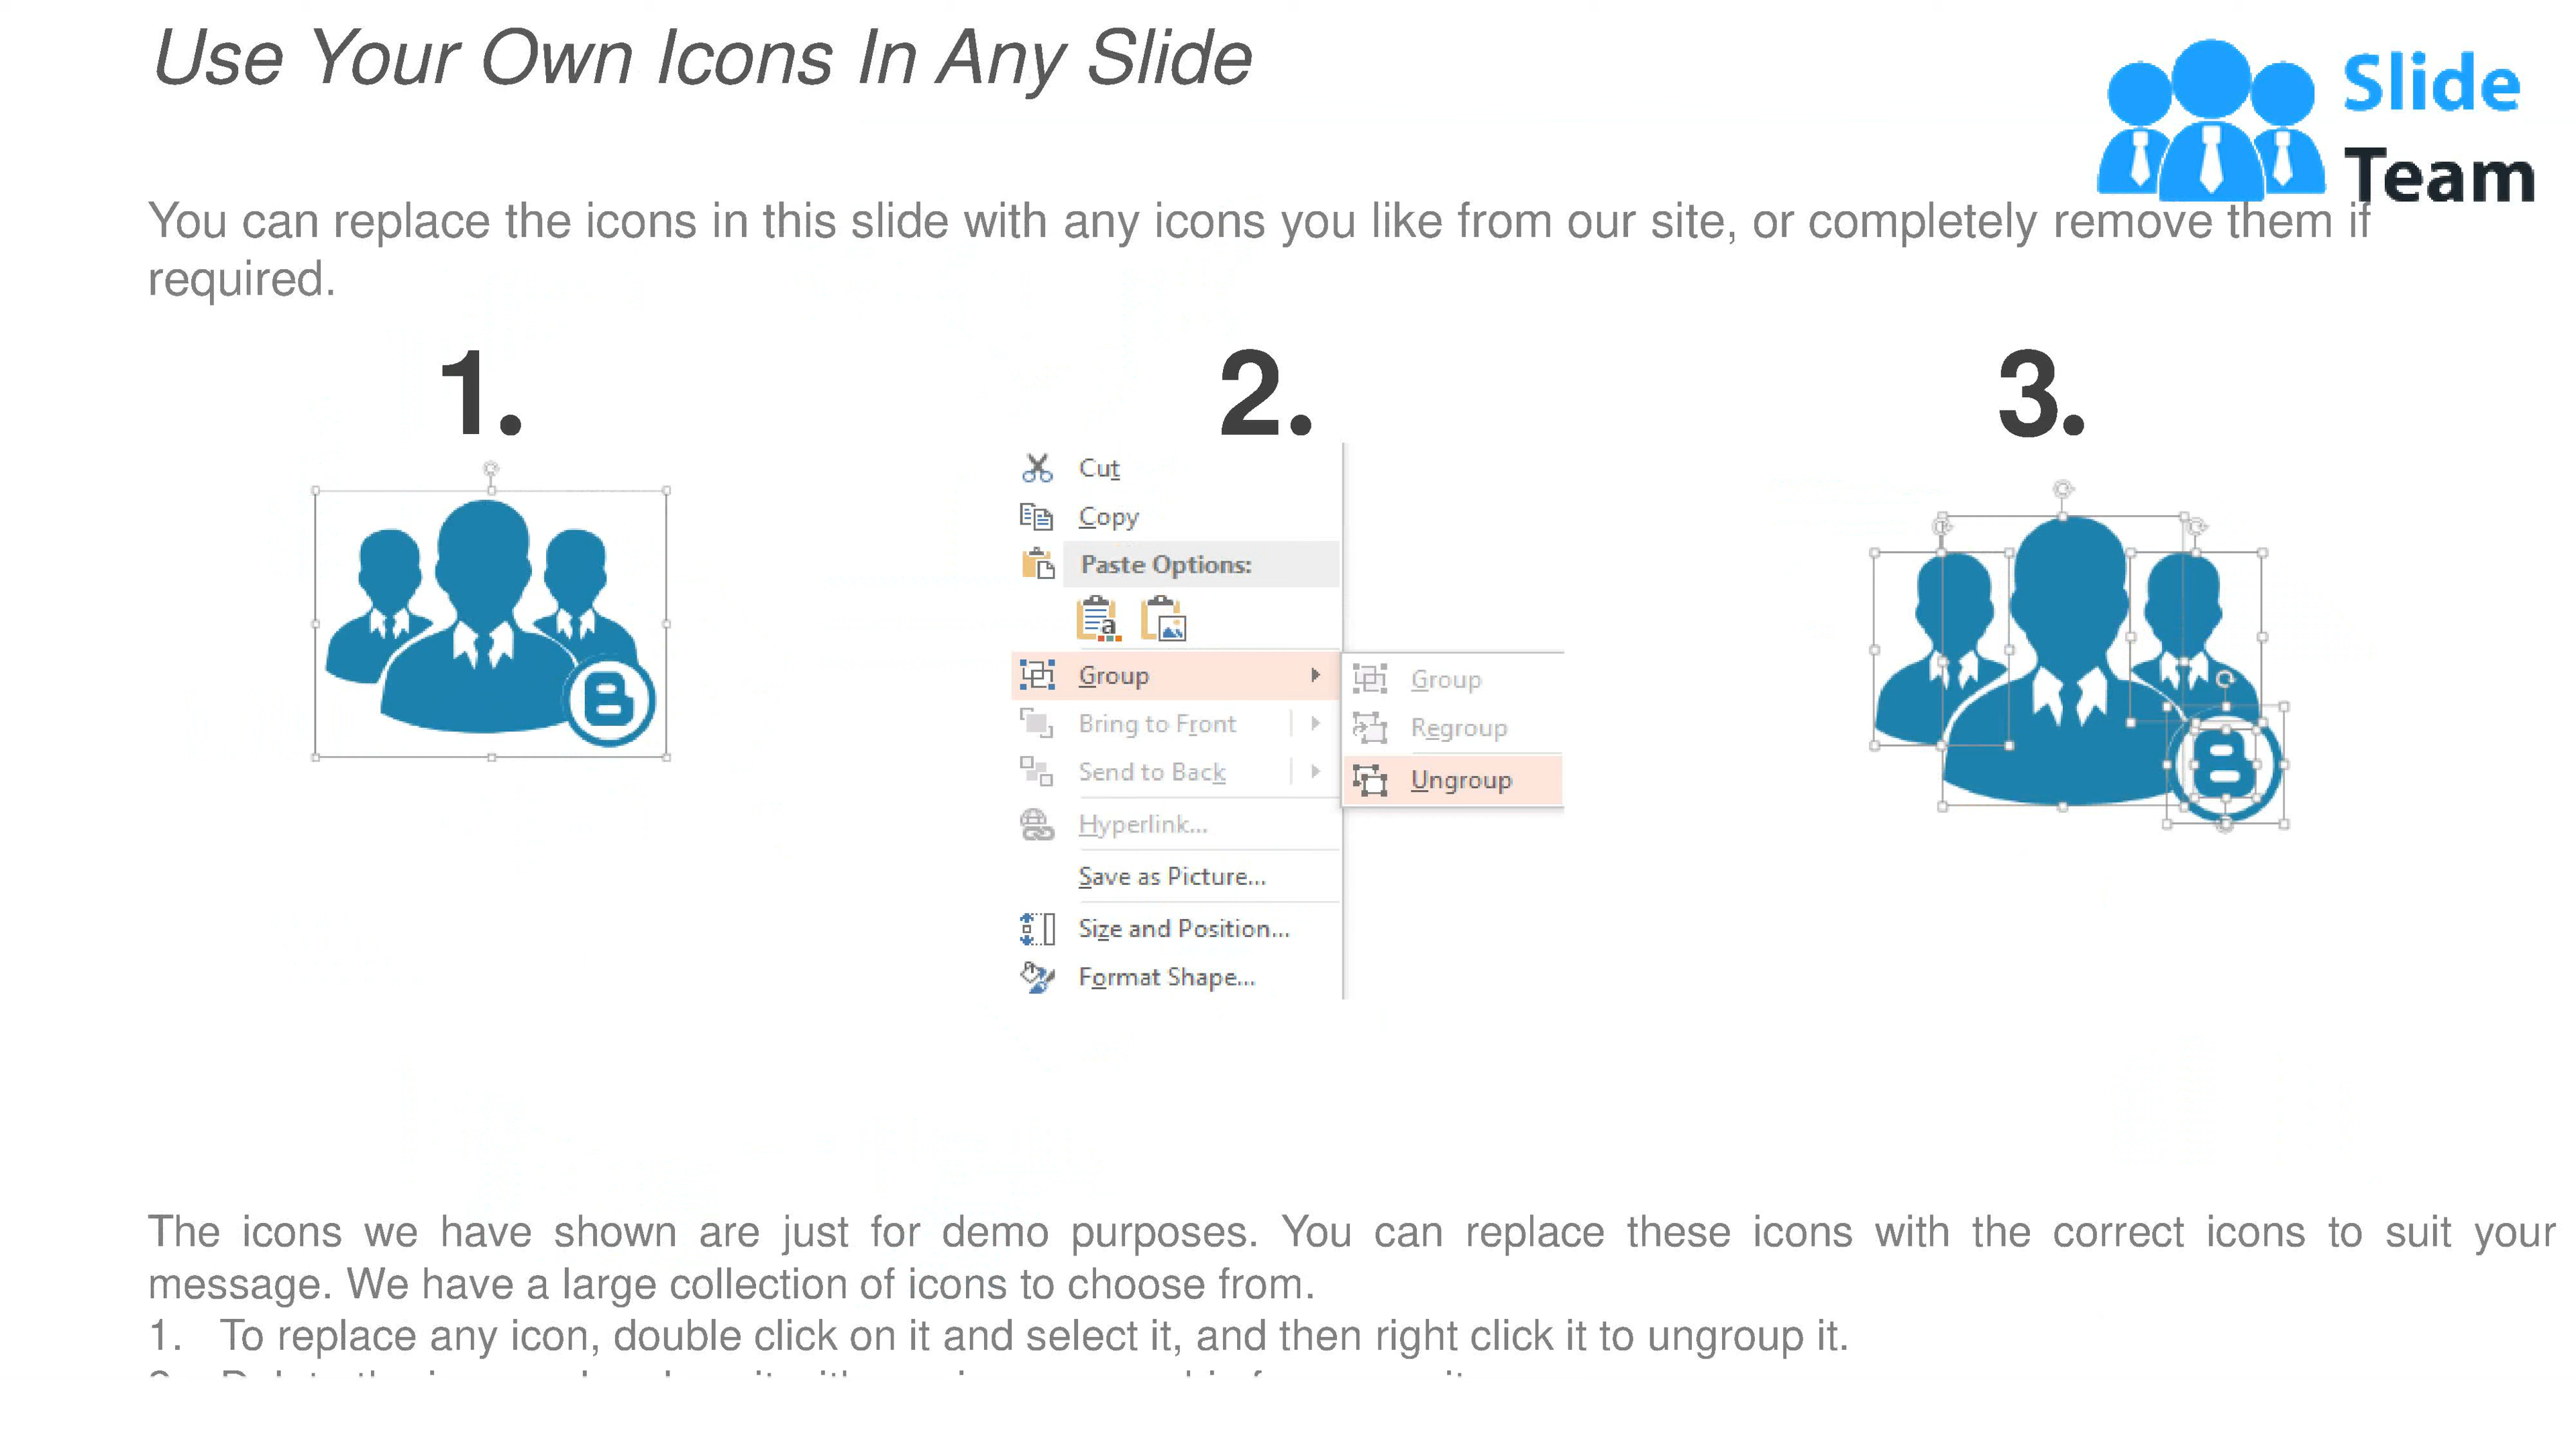 Use Your Own Icons In Any Slide
Slide
Team
You can replace the icons in this slide with any icons you like from our site, or completely remove them if
required.
1.
2.
3.
Cut
Copy
Paste Options:
a
Group
Bring to Front
Send to Back
Hyperlink...
Save as Picture...
Size and Position...
Format Shape...
Group
Regroup
Ungroup
B
B
The icons we have shown are just for demo purposes. You can replace these icons with the correct icons to suit your
message. We have a large collection of icons to choose from.
1. To replace any icon, double click on it and select it, and then right click it to ungroup it.